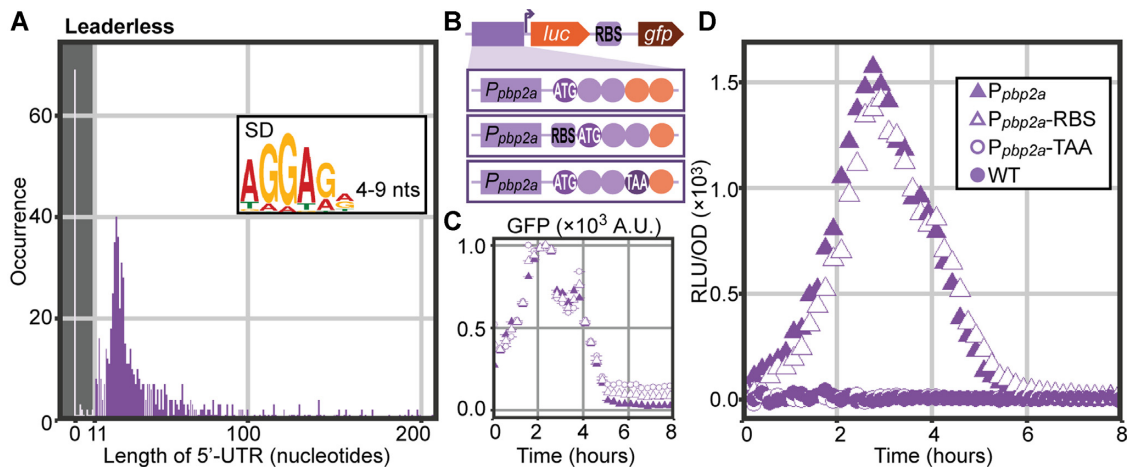 A
Leaderless
Occurrence
60
40
20
0
0 11 100 200
Length of 5'-UTR (nucleotides)
SD
AGGAGA
4-9 nts
B
luc RBS gfp
Ppbp2a ATG
Ppbp2a RBS ATG
Ppbp2a ATG TAA
C
GFP (×10³ A.U.)
1.0
0.5
0.0
0 2 4 6 8
Time (hours)
D
RLU/OD (×10³)
1.5
1.0
0.5
0.0
0 2 4 6 8
Time (hours)
Ppbp2a
Ppbp2a-RBS
Ppbp2a-TAA
WT